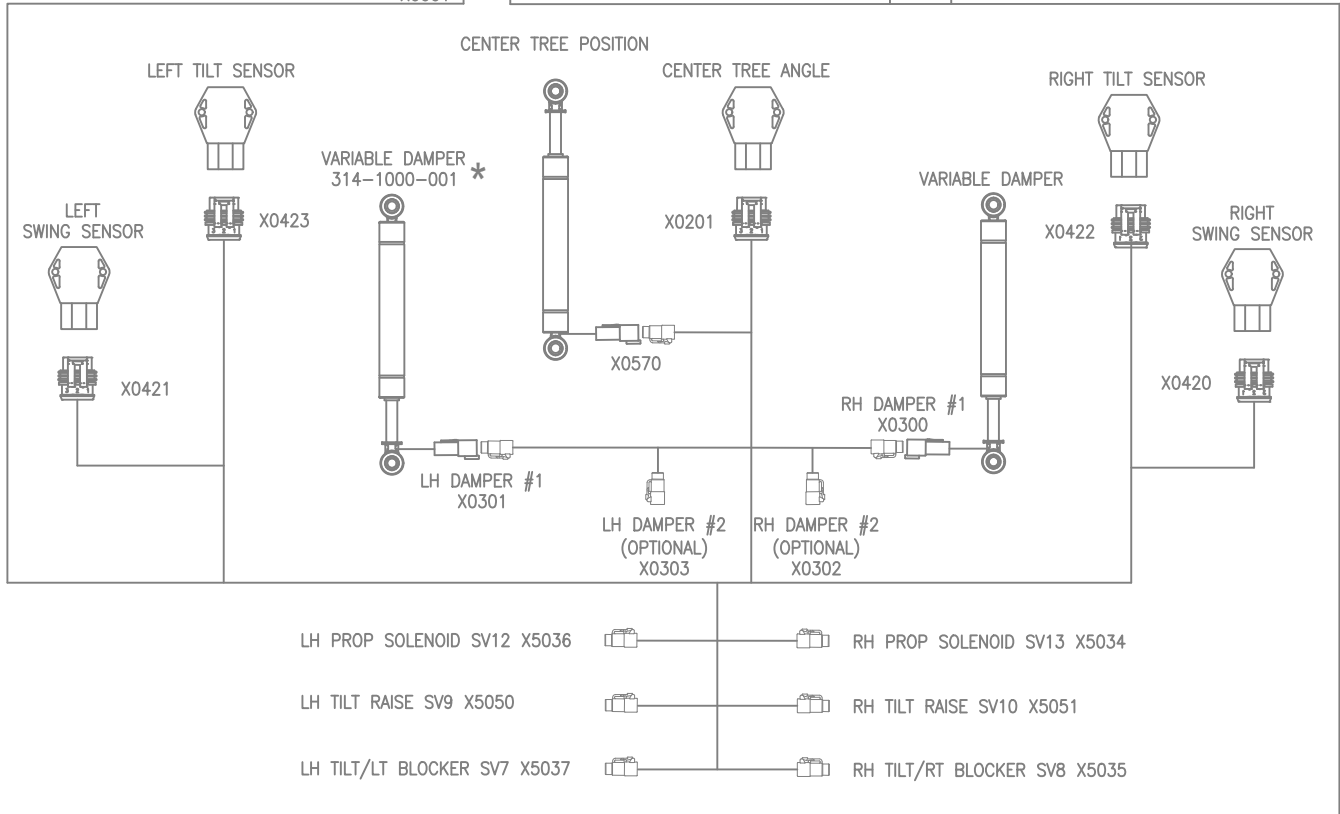 CENTER TREE POSITION
LEFT TILT SENSOR
CENTER TREE ANGLE
RIGHT TILT SENSOR
VARIABLE DAMPER
314-1000-001 *
VARIABLE DAMPER
LEFT
SWING SENSOR
X0423
X0201
X0422
RIGHT
SWING SENSOR
X0421
X0570
X0420
RH DAMPER #1
X0300
LH DAMPER #1
X0301
LH DAMPER #2
(OPTIONAL)
X0303
RH DAMPER #2
(OPTIONAL)
X0302
LH PROP SOLENOID SV12 X5036
RH PROP SOLENOID SV13 X5034
LH TILT RAISE SV9 X5050
RH TILT RAISE SV10 X5051
LH TILT/LT BLOCKER SV7 X5037
RH TILT/RT BLOCKER SV8 X5035